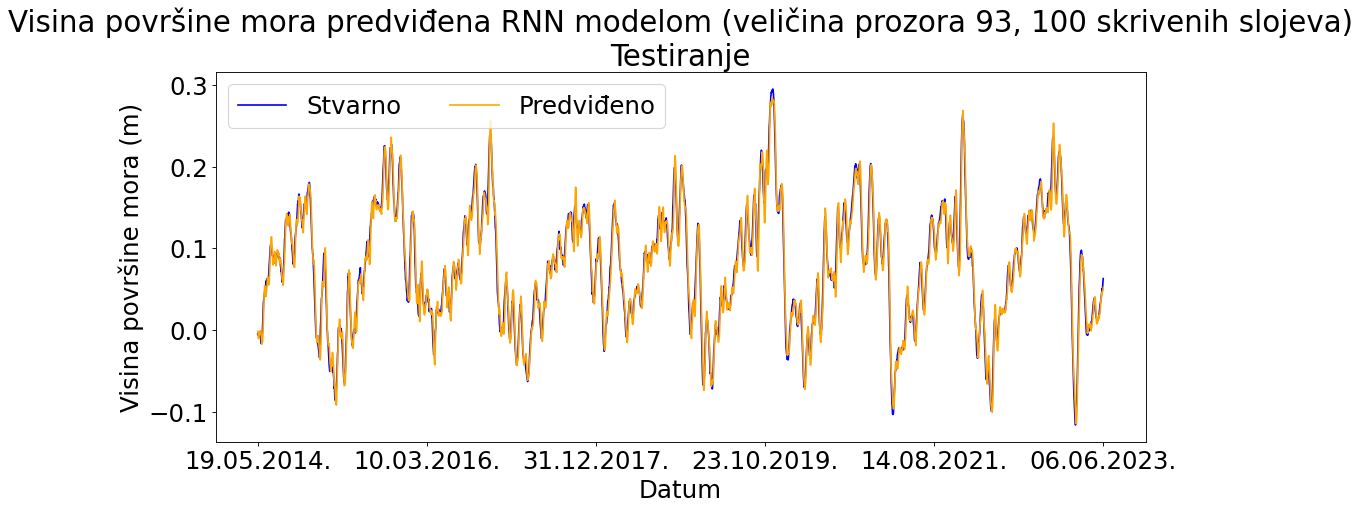 Visina površine mora predviđena RNN modelom (veličina prozora 93, 100 skrivenih slojeva)
Testiranje
Stvarno Predviđeno
Visina površine mora (m)
0.3
0.2
0.1
0.0
−0.1
19.05.2014. 10.03.2016. 31.12.2017. 23.10.2019. 14.08.2021. 06.06.2023.
Datum